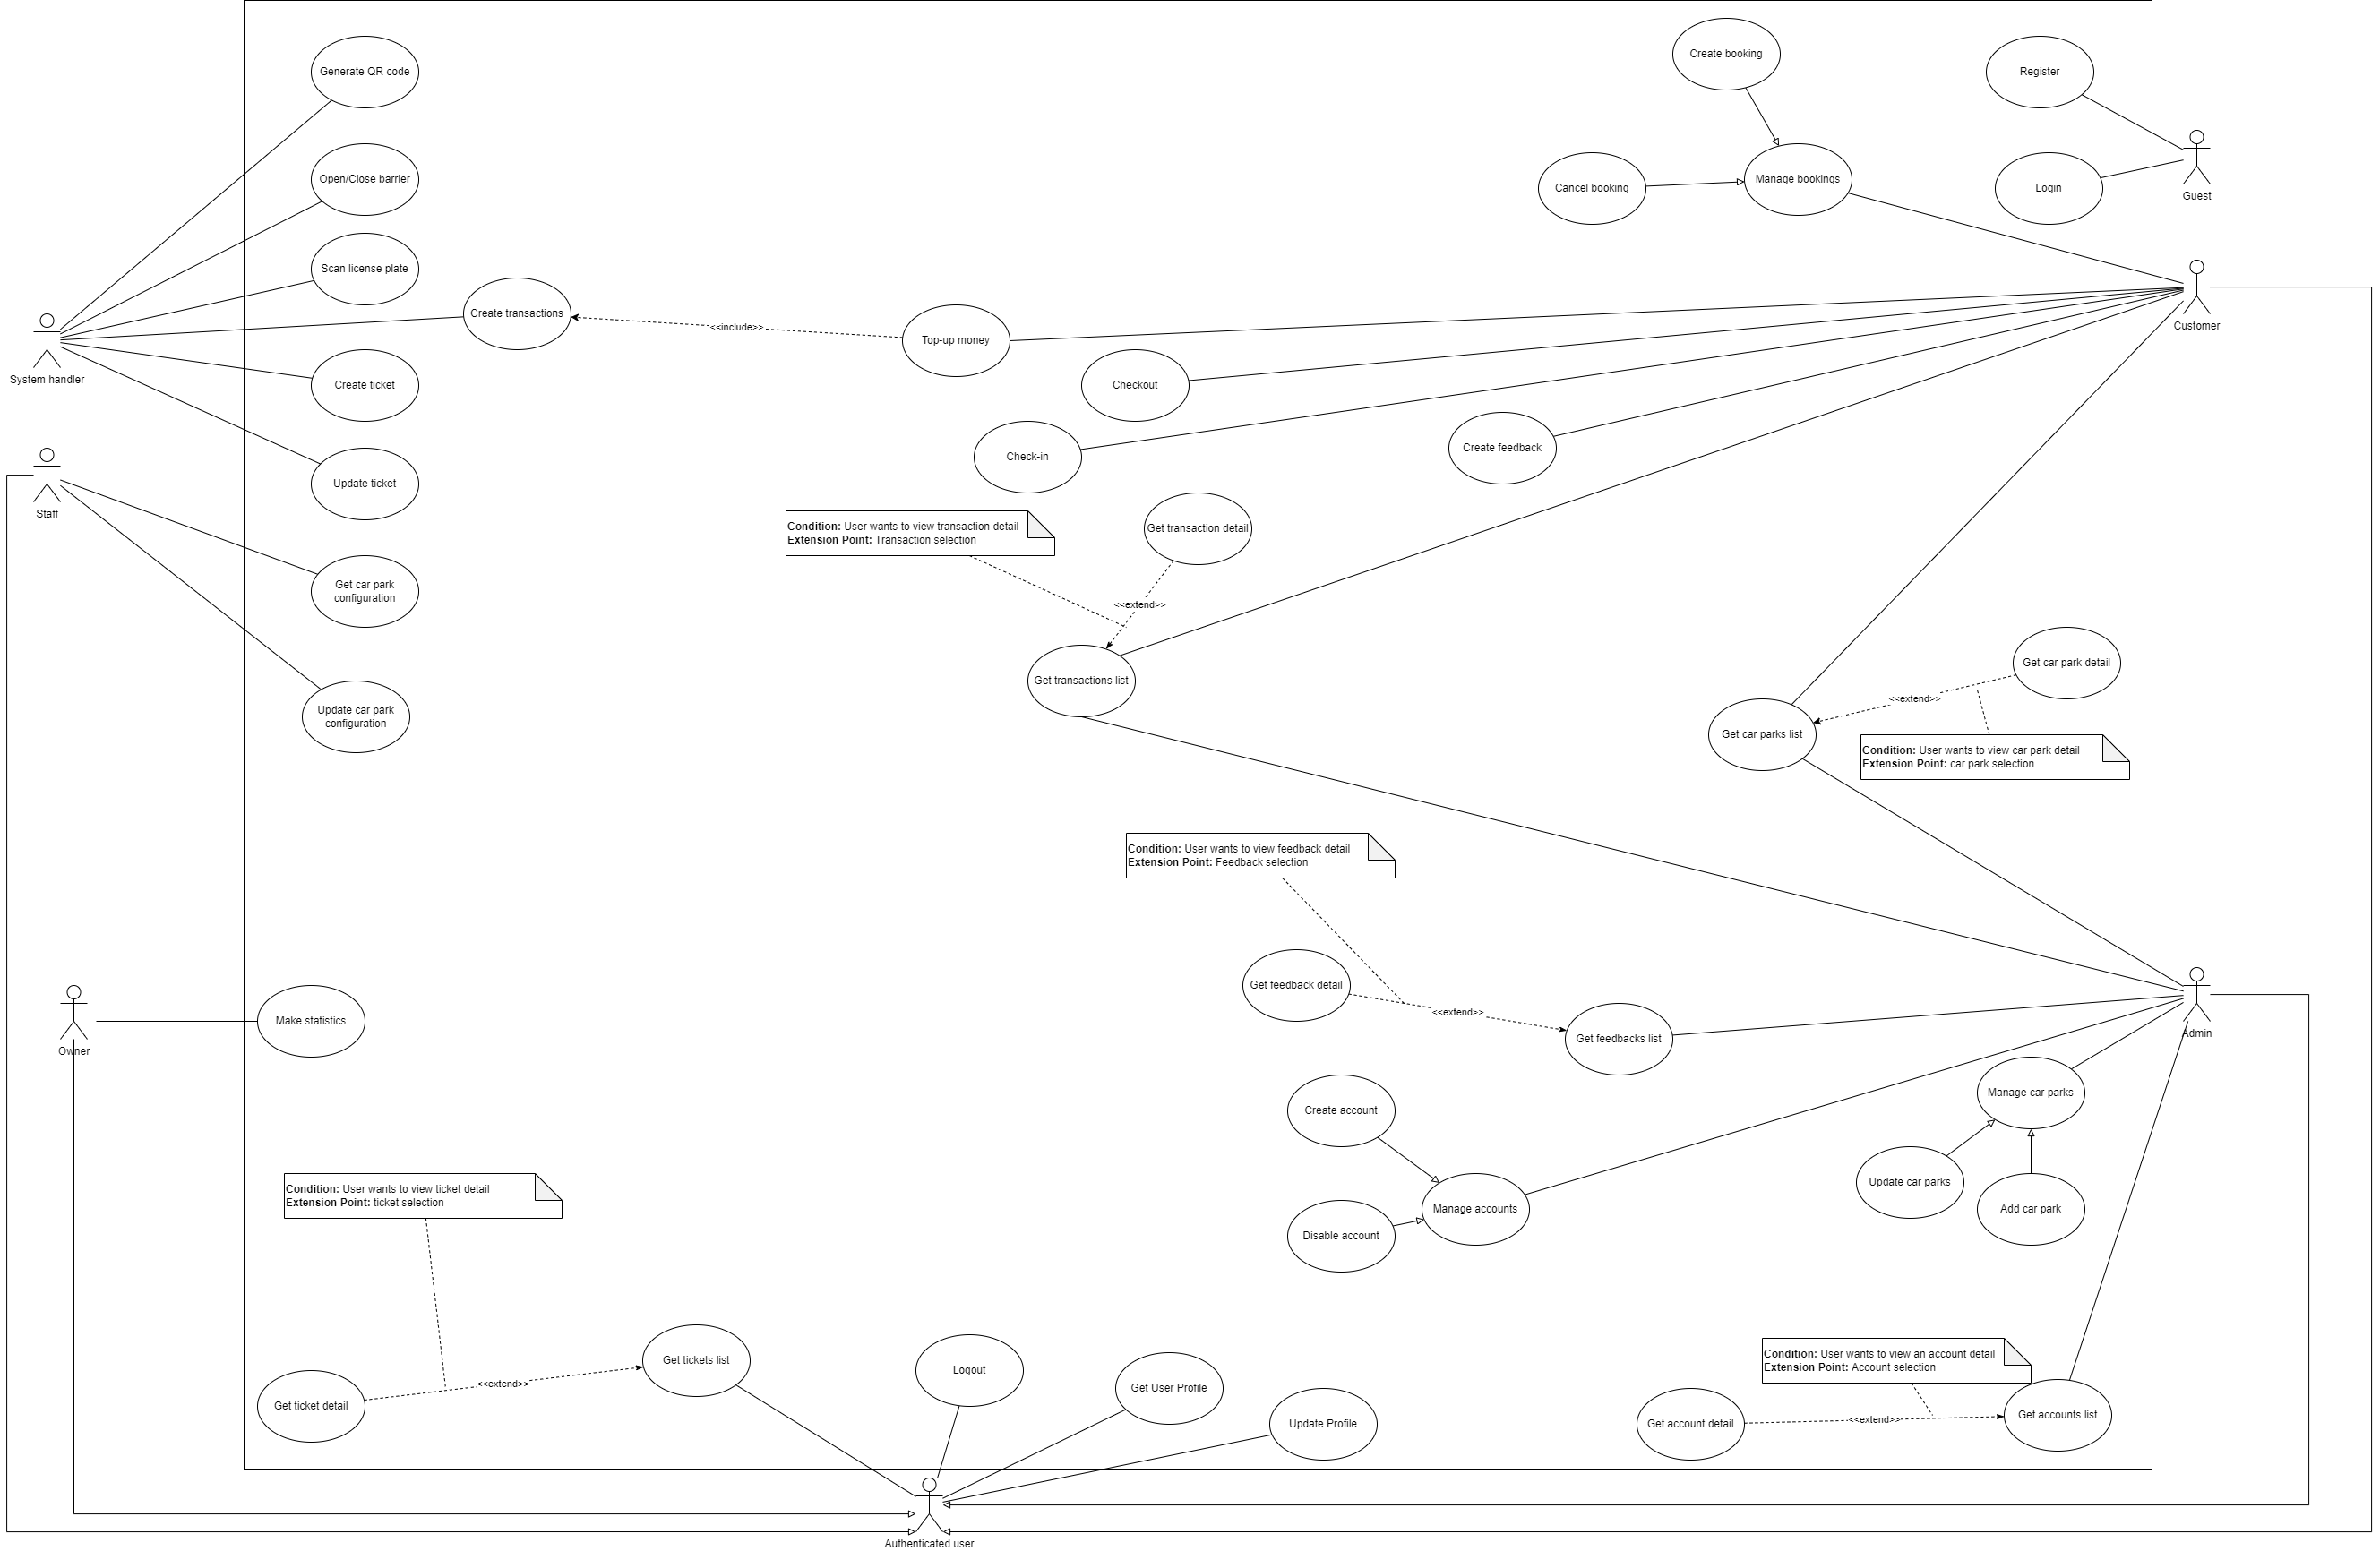 Create booking
Generate QR code
Register
Open/Close barrier
Manage bookings
Cancel booking
Login
Guest
Scan license plate
Create transactions
<<include>>
Customer
Top-up money
System handler
Create ticket
Checkout
Create feedback
Check-in
Update ticket
Staff
Condition: User wants to view transaction detail
Extension Point: Transaction selection
Get transaction detail
Get car park
configuration
<<extend>>
Get car park detail
Get transactions list
<<extend>>
Update car park
configuration
Get car parks list
Condition: User wants to view car park detail
Extension Point: car park selection
Condition: User wants to view feedback detail
Extension Point: Feedback selection
Get feedback detail
<<extend>>
Make statistics
Admin
Get feedbacks list
Owner
Manage car parks
Create account
Update car parks
Condition: User wants to view ticket detail
Extension Point: ticket selection
Manage accounts
Add car park
Disable account
Condition: User wants to view an account detail
Extension Point: Account selection
Get tickets list
Logout
<<extend>>
Get User Profile
Get ticket detail
Update Profile
Get account detail
<<extend>>
Get accounts list
Authenticated user